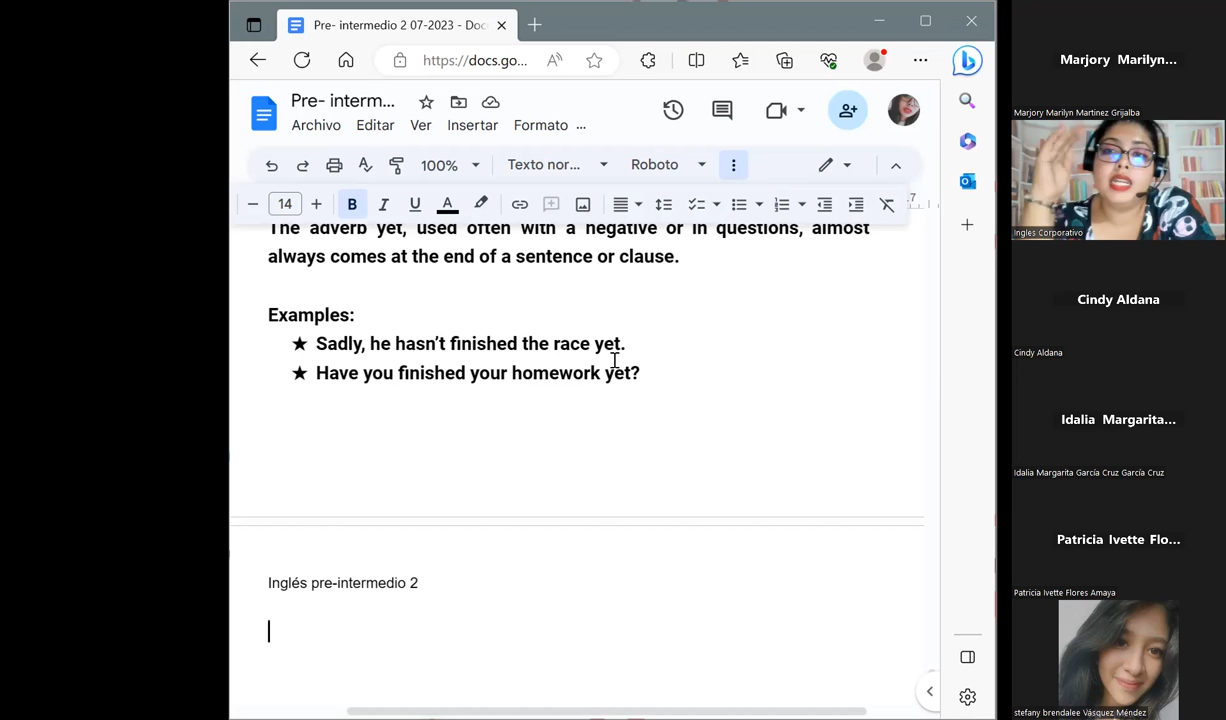 Pre- intermedio 2 07-2023 - Doc
https://docs.go...
Pre- interm...
Archivo Editar Ver Insertar Formato ...
100% Texto nor... Roboto
14 B I U A
7
The adverb yet, used often with a negative or in questions, almost
always comes at the end of a sentence or clause.
Examples:
★ Sadly, he hasn’t finished the race yet.
★ Have you finished your homework yet?
Inglés pre-intermedio 2
Marjory Marilyn...
Marjory Marilyn Martinez Grijalba
Ingles Corporativo
Cindy Aldana
Cindy Aldana
Idalia Margarita...
Idalia Margarita García Cruz García Cruz
Patricia Ivette Flo...
Patricia Ivette Flores Amaya
stefany brendalee Vásquez Méndez